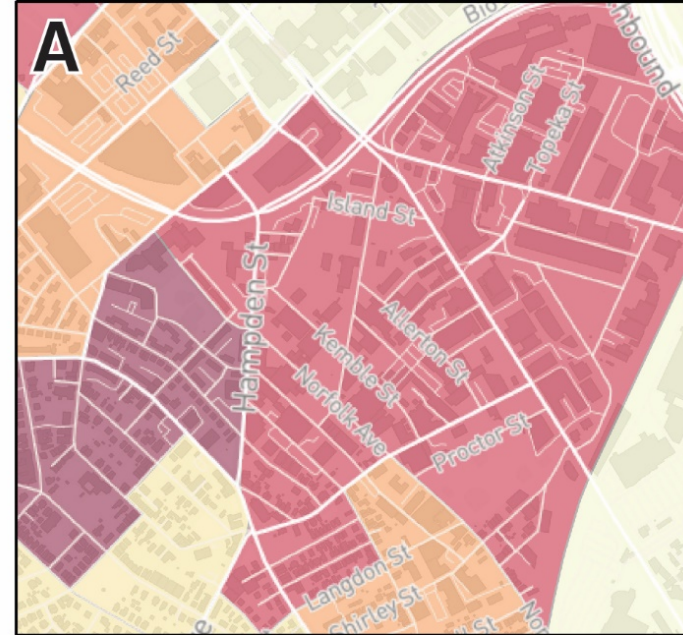 A
Reed St
Atkinson St
Topeka St
Island St
Hampden St
Allerton St
Kemble St
Norfolk Ave
Proctor St
Langdon St
Shirley St